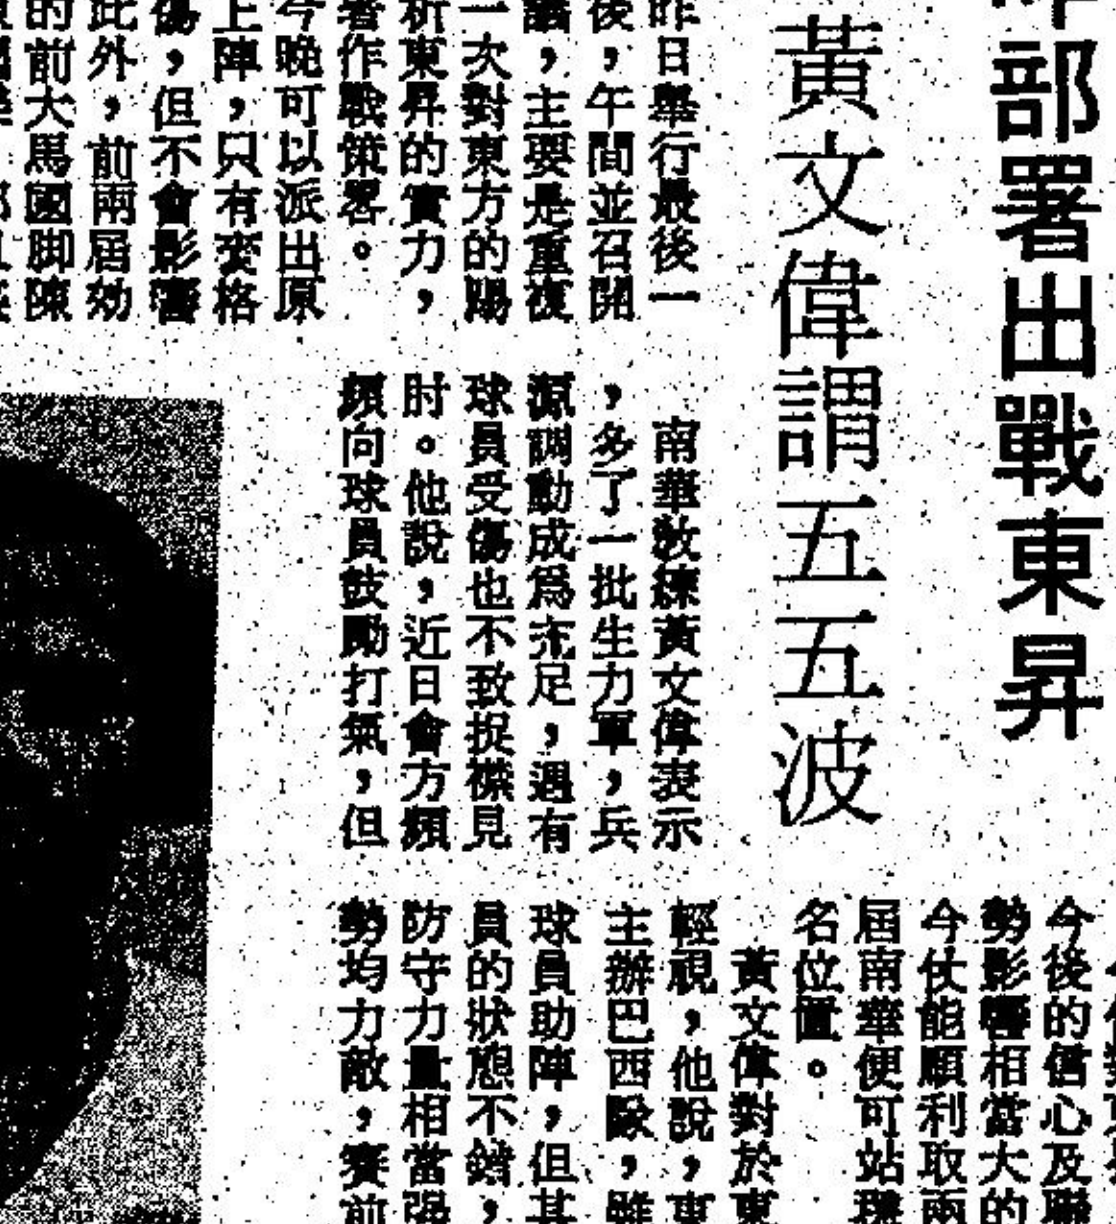 部署出戰東昇
黃文偉謂五五波
昨日舉行最後一
後，午間並召開
議，主要是重複
一次對東方的賜
析東昇的實力，
著作戰策畧。
今晚可以派出原
上陣，只有麥格
傷，但不會影響
此外，前兩屆効
的前大馬國脚陳
南華敎練黃文偉表示
，多了一批生力軍，兵
源調動成爲充足，遇有
球員受傷也不致捉襟見
肘。他說，近日會方頻
頻向球員鼓勵打氣，但
今後的信心及聯
勢影響相當大的
今仗能順利取兩
屆南華便可站穩
名位置。
黃文偉對於東
輕視，他說，東
主辦巴西隊，雖
球員助陣，但其
員的狀態不錯，
防守力量相當强
勢均力敵，賽前